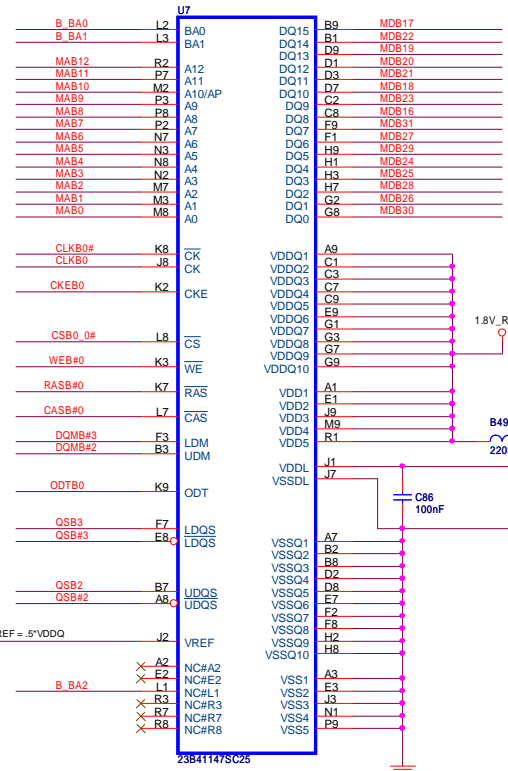 U7
B_BA0 L2 BA0 DQ15 B9 MDB17
B_BA1 L3 BA1 DQ14 B1 MDB22
DQ13 D9 MDB19
MAB12 R2 A12 DQ12 D1 MDB20
MAB11 P7 A11 DQ11 D3 MDB21
MAB10 M2 A10/AP DQ10 D7 MDB18
MAB9 P3 A9 DQ9 C2 MDB23
MAB8 P8 A8 DQ8 C8 MDB16
MAB7 P2 A7 DQ7 F9 MDB31
MAB6 N7 A6 DQ6 F1 MDB27
MAB5 N3 A5 DQ5 H9 MDB29
MAB4 N8 A4 DQ4 H1 MDB24
MAB3 N2 A3 DQ3 H3 MDB25
MAB2 M7 A2 DQ2 H7 MDB28
MAB1 M3 A1 DQ1 G2 MDB26
MAB0 M8 A0 DQ0 G8 MDB30
CLKB0# K8 CK VDDQ1 A9
CLKB0 J8 CK VDDQ2 C1
VDDQ3 C3
CKEB0 K2 CKE VDDQ4 C7
VDDQ5 C9
VDDQ6 E9
VDDQ7 G1
1.8V_R
CSB0_0# L8 CS VDDQ8 G3
VDDQ9 G7
WEB#0 K3 WE VDDQ10 G9
RASB#0 K7 RAS VDD1 A1
VDD2 E1
CASB#0 L7 CAS VDD3 J9
VDD4 M9
B49
DQMB#3 F3 LDM VDD5 R1
DQMB#2 B3 UDM
220
VDDL J1
VSSDL J7
ODTB0 K9 ODT
C86
100nF
QSB3 F7 LDQS
QSB#3 E8 LDQS VSSQ1 A7
VSSQ2 B2
VSSQ3 B8
VSSQ4 D2
QSB2 B7 UDQS VSSQ5 D8
QSB#2 A8 UDQS VSSQ6 E7
VSSQ7 F2
VSSQ8 F8
REF = .5*VDDQ J2 VREF VSSQ9 H2
VSSQ10 H8
A2 NC#A2
E2 NC#E2 VSS1 A3
B_BA2 L1 NC#L1 VSS2 E3
R3 NC#R3 VSS3 J3
R7 NC#R7 VSS4 N1
R8 NC#R8 VSS5 P9
23B41147SC25